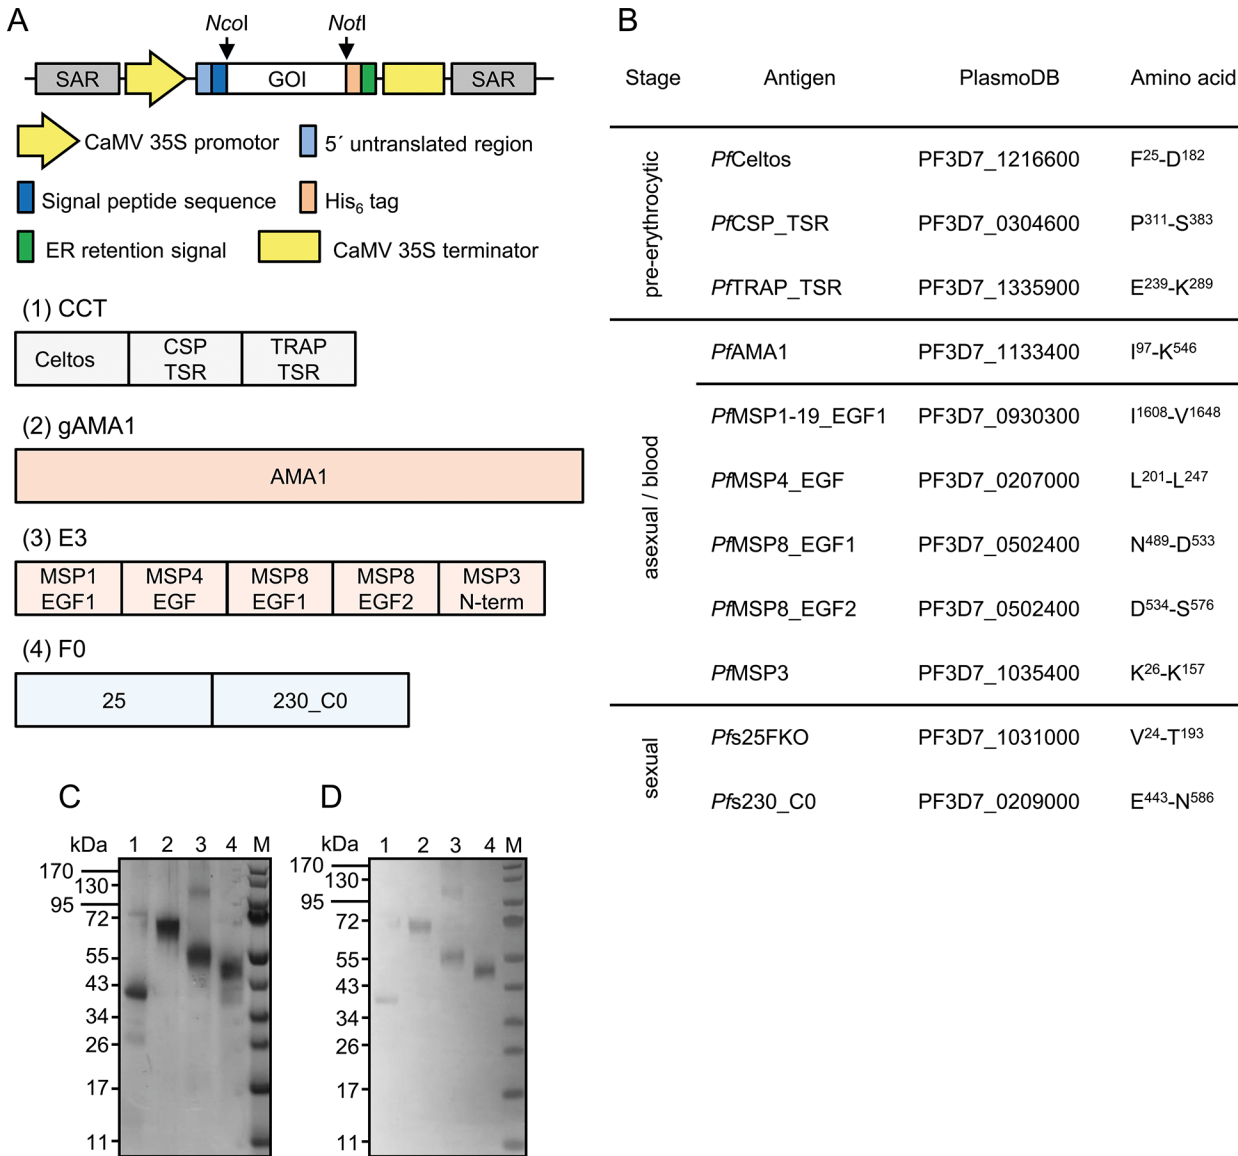 A
NcoI NotI
SAR GOI SAR
CaMV 35S promotor
5´ untranslated region
Signal peptide sequence
His6 tag
ER retention signal
CaMV 35S terminator
(1) CCT
Celtos CSP TSR TRAP TSR
(2) gAMA1
AMA1
(3) E3
MSP1 EGF1 MSP4 EGF MSP8 EGF1 MSP8 EGF2 MSP3 N-term
(4) F0
25 230_C0
B
Stage Antigen PlasmoDB Amino acid
pre-erythrocytic
PfCeltos PF3D7_1216600 F25-D182
PfCSP_TSR PF3D7_0304600 P311-S383
PfTRAP_TSR PF3D7_1335900 E239-K289
asexual / blood
PfAMA1 PF3D7_1133400 I97-K546
PfMSP1-19_EGF1 PF3D7_0930300 I1608-V1648
PfMSP4_EGF PF3D7_0207000 L201-L247
PfMSP8_EGF1 PF3D7_0502400 N489-D533
PfMSP8_EGF2 PF3D7_0502400 D534-S576
PfMSP3 PF3D7_1035400 K26-K157
sexual
Pfs25FKO PF3D7_1031000 V24-T193
Pfs230_C0 PF3D7_0209000 E443-N586
C
kDa 1 2 3 4 M
170
130
95
72
55
43
34
26
17
11
D
kDa 1 2 3 4 M
170
130
95
72
55
43
34
26
17
11